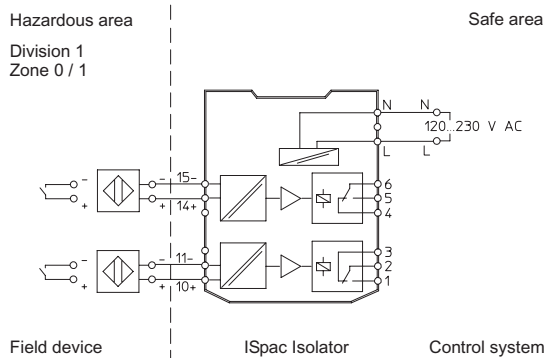 Hazardous area
Safe area
Division 1
Zone 0 / 1
N N
120...230 V AC
L L
- - 15-
+ + 14+
6
5
4
- - 11-
+ + 10+
3
2
1
Field device
ISpac Isolator
Control system